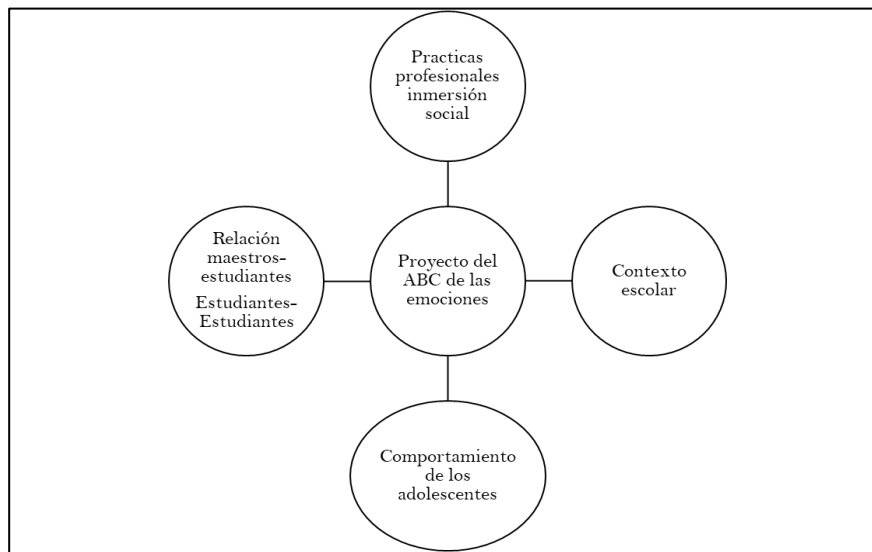 Practicas
profesionales
inmersión
social
Relación
maestros-
estudiantes
Estudiantes-
Estudiantes
Proyecto del
ABC de las
emociones
Contexto
escolar
Comportamiento
de los
adolescentes